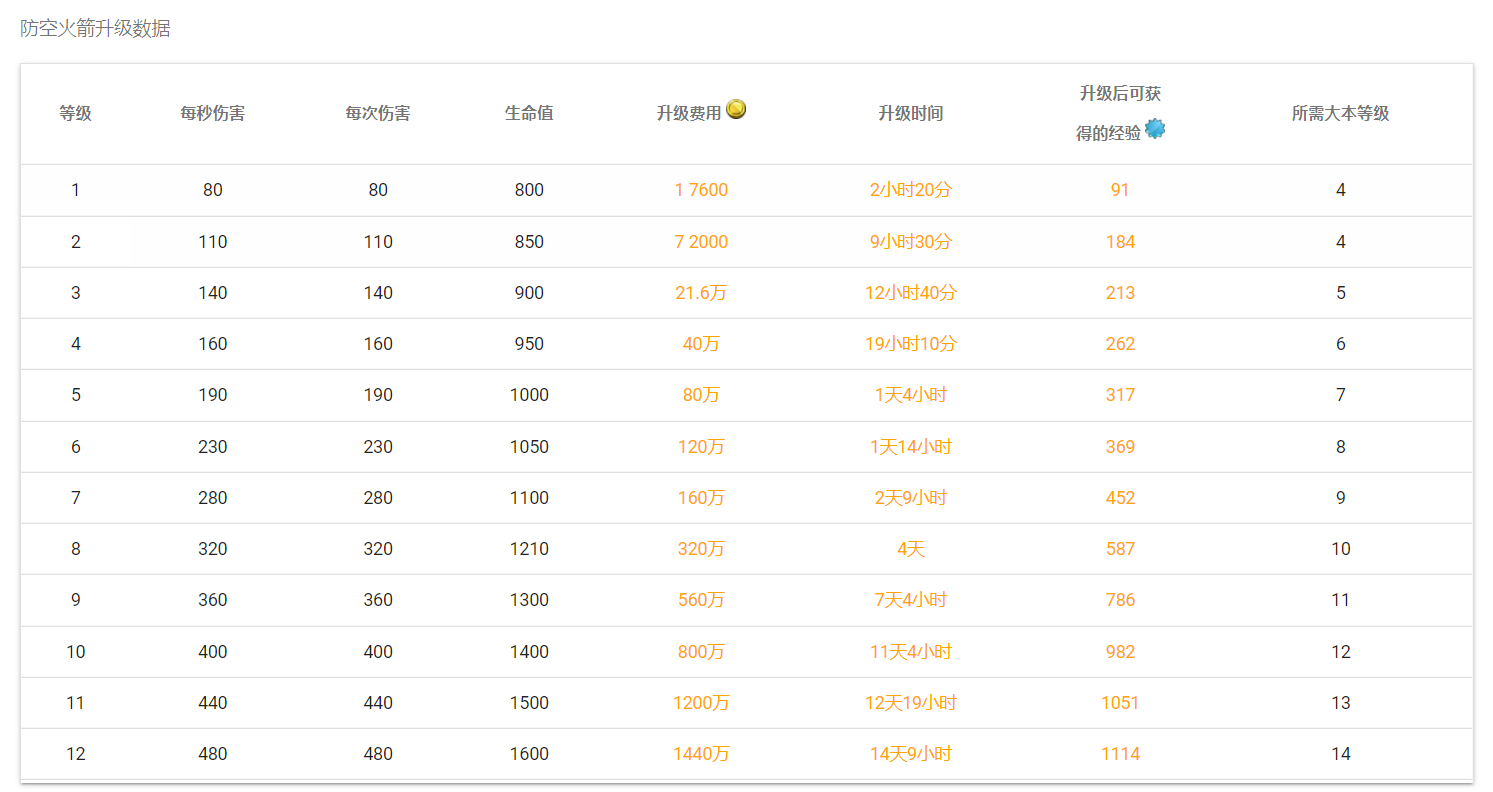 防空火箭升级数据
等级 每秒伤害 每次伤害 生命值 升级费用 升级时间 升级后可获
得的经验 所需大本等级
1 80 80 800 1 7600 2小时20分 91 4
2 110 110 850 7 2000 9小时30分 184 4
3 140 140 900 21.6万 12小时40分 213 5
4 160 160 950 40万 19小时10分 262 6
5 190 190 1000 80万 1天4小时 317 7
6 230 230 1050 120万 1天14小时 369 8
7 280 280 1100 160万 2天9小时 452 9
8 320 320 1210 320万 4天 587 10
9 360 360 1300 560万 7天4小时 786 11
10 400 400 1400 800万 11天4小时 982 12
11 440 440 1500 1200万 12天19小时 1051 13
12 480 480 1600 1440万 14天9小时 1114 14